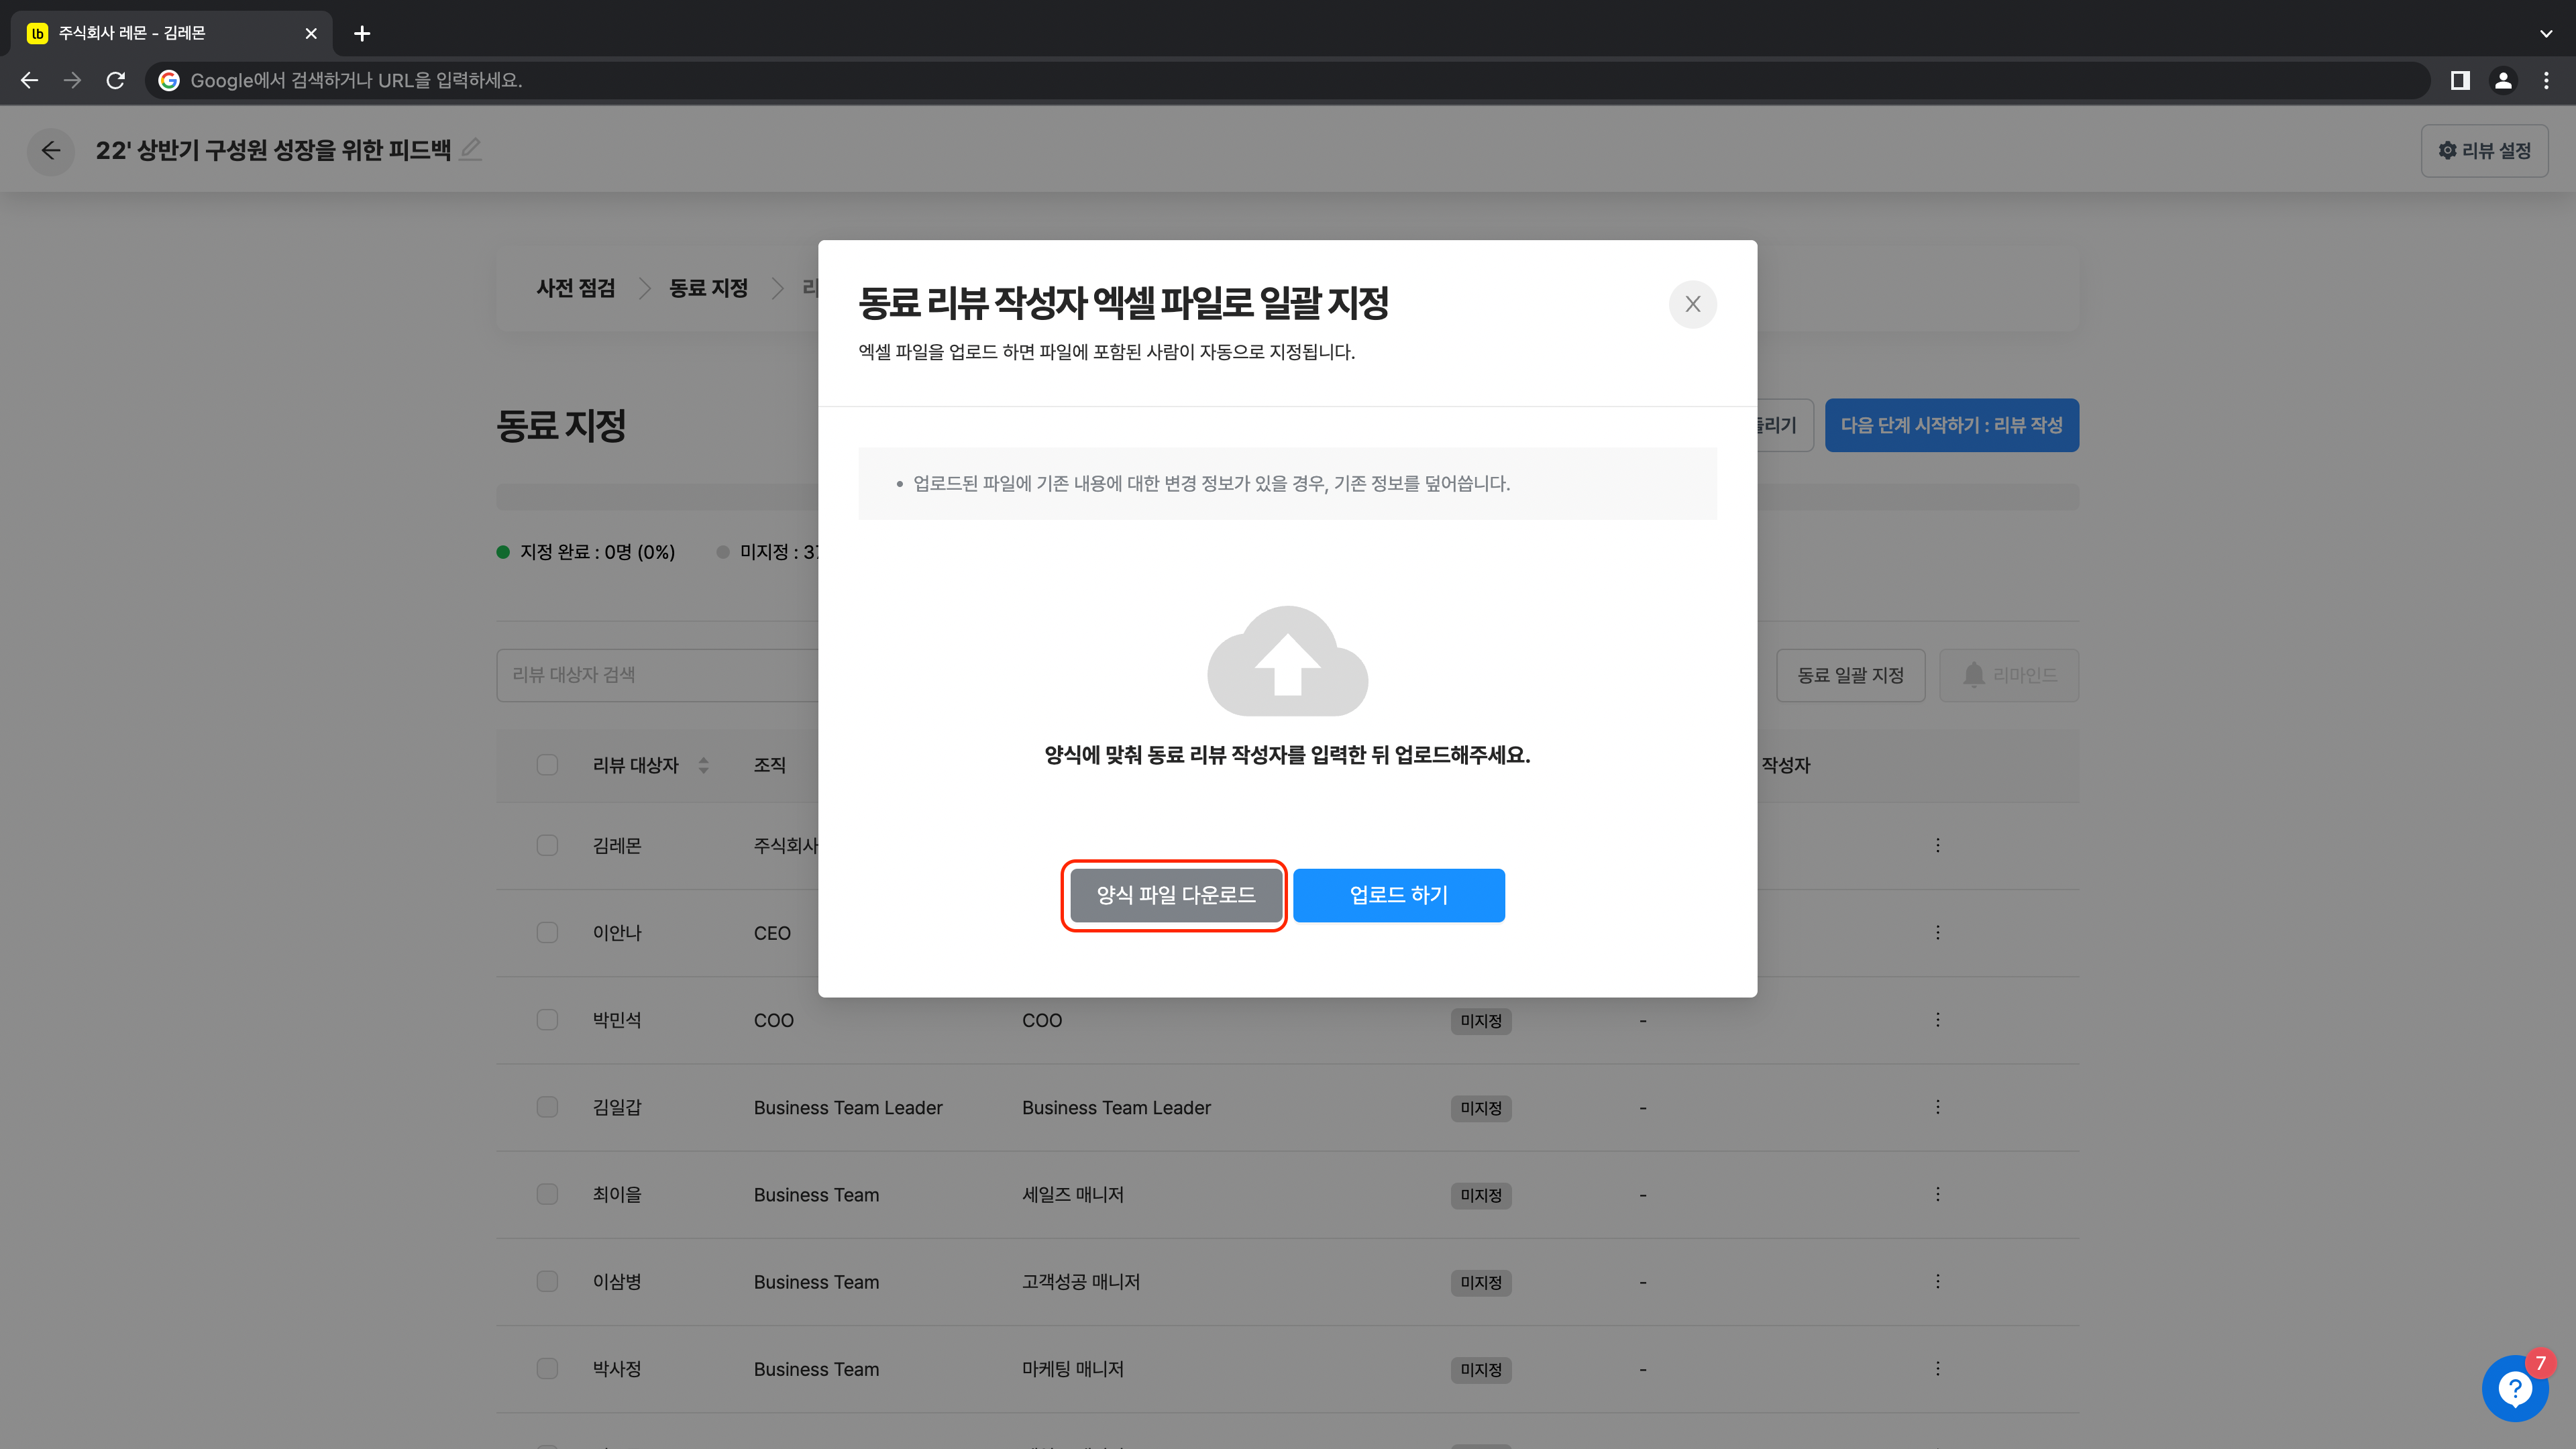 lb 주식회사 레몬 - 김레몬
Google에서 검색하거나 URL을 입력하세요.
22' 상반기 구성원 성장을 위한 피드백
리뷰 설정
사전 점검
동료 지정
동료 리뷰 작성자 엑셀 파일로 일괄 지정
엑셀 파일을 업로드 하면 파일에 포함된 사람이 자동으로 지정됩니다.
동료 지정
다음 단계 시작하기 : 리뷰 작성
업로드된 파일에 기존 내용에 대한 변경 정보가 있을 경우, 기존 정보를 덮어씁니다.
지정 완료 : 0명 (0%)
미지정 : 37
리뷰 대상자 검색
동료 일괄 지정
리마인드
양식에 맞춰 동료 리뷰 작성자를 입력한 뒤 업로드해주세요.
리뷰 대상자 조직 작성자
김레몬 주식회사
양식 파일 다운로드 업로드 하기
이안나 CEO
박민석 COO COO 미지정 -
김일갑 Business Team Leader Business Team Leader 미지정 -
최이을 Business Team 세일즈 매니저 미지정 -
이삼병 Business Team 고객성공 매니저 미지정 -
박사정 Business Team 마케팅 매니저 미지정 -
7